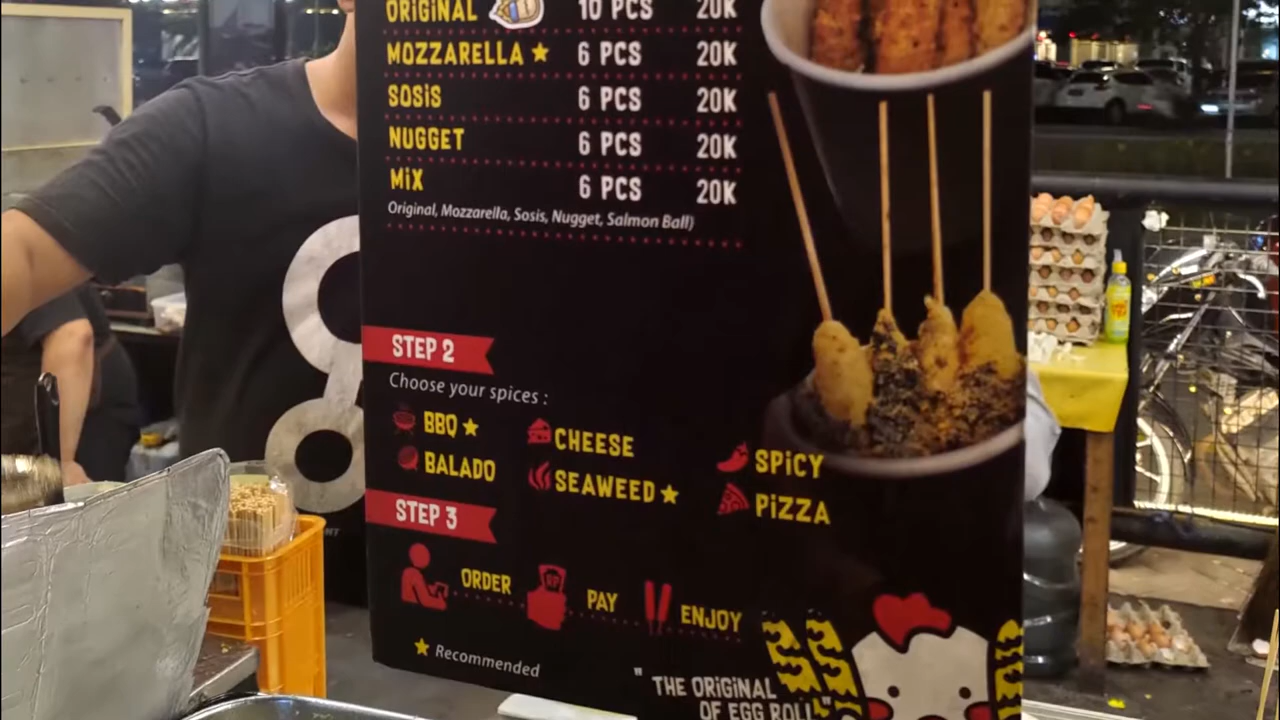 ORIGINAL 10 PCS 20K
MOZZARELLA ★ 6 PCS 20K
SOSIS 6 PCS 20K
NUGGET 6 PCS 20K
MIX 6 PCS 20K
Original, Mozzarella, Sosis, Nugget, Salmon Ball)
STEP 2
Choose your spices :
BBQ ★ CHEESE SPICY
BALADO SEAWEED ★ PIZZA
STEP 3
RP
ORDER PAY ENJOY
★ Recommended
" THE ORIGINAL
OF EGG ROLL "